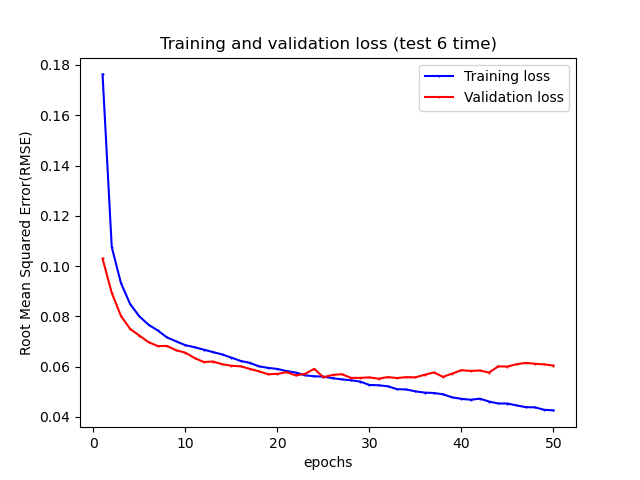 Training and validation loss (test 6 time)
Training loss
Validation loss
Root Mean Squared Error(RMSE)
0.18
0.16
0.14
0.12
0.10
0.08
0.06
0.04
0 10 20 30 40 50
epochs